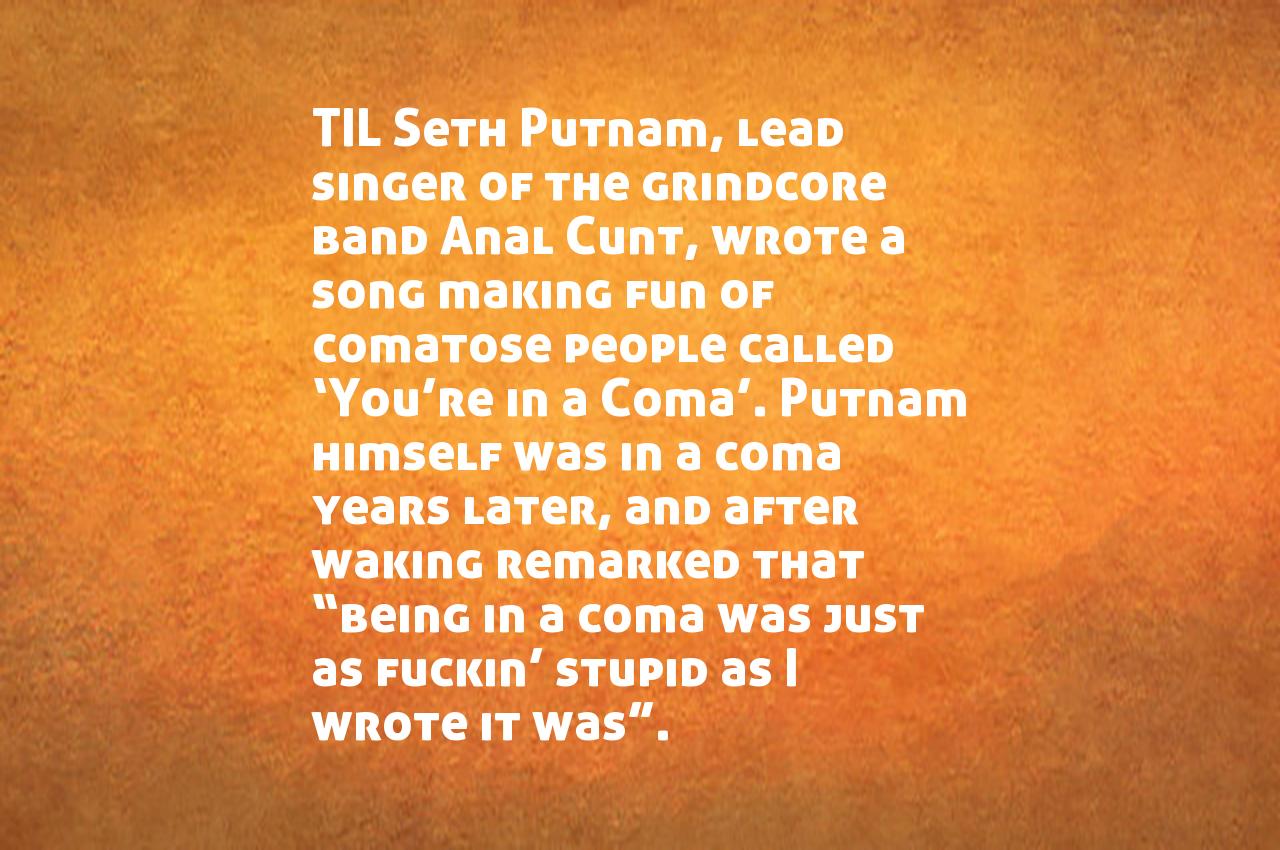 TIL Seth Putnam, lead
singer of the grindcore
band Anal Cunt, wrote a
song making fun of
comatose people called
‘You’re in a Coma’. Putnam
himself was in a coma
years later, and after
waking remarked that
“being in a coma was just
as fuckin’ stupid as I
wrote it was”.